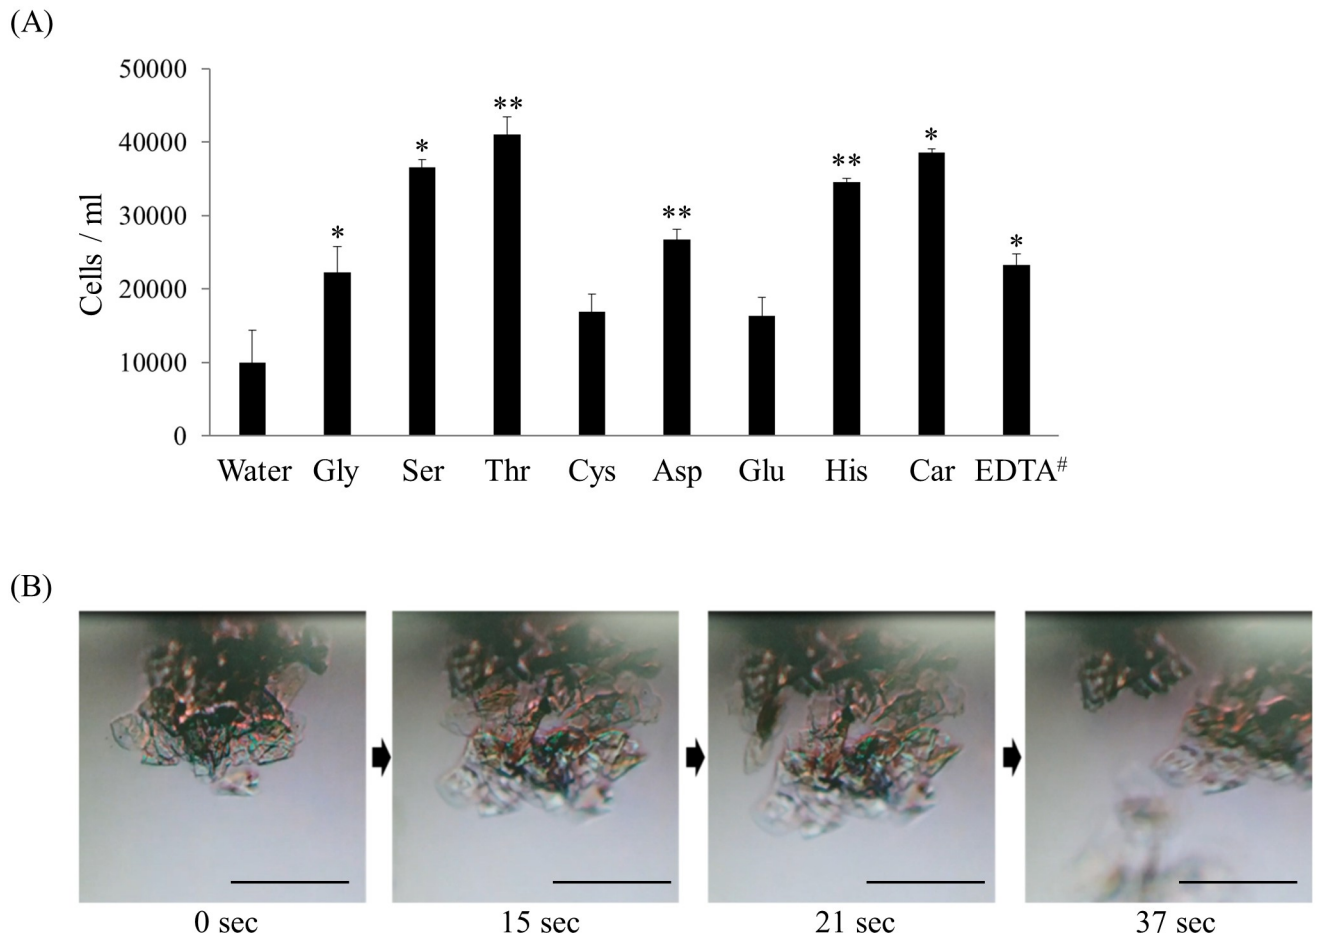 (A)
50000
40000
30000
20000
10000
0
Cells / ml
*
*
**
**
**
*
*
Water Gly Ser Thr Cys Asp Glu His Car EDTA#
(B)
0 sec 15 sec 21 sec 37 sec